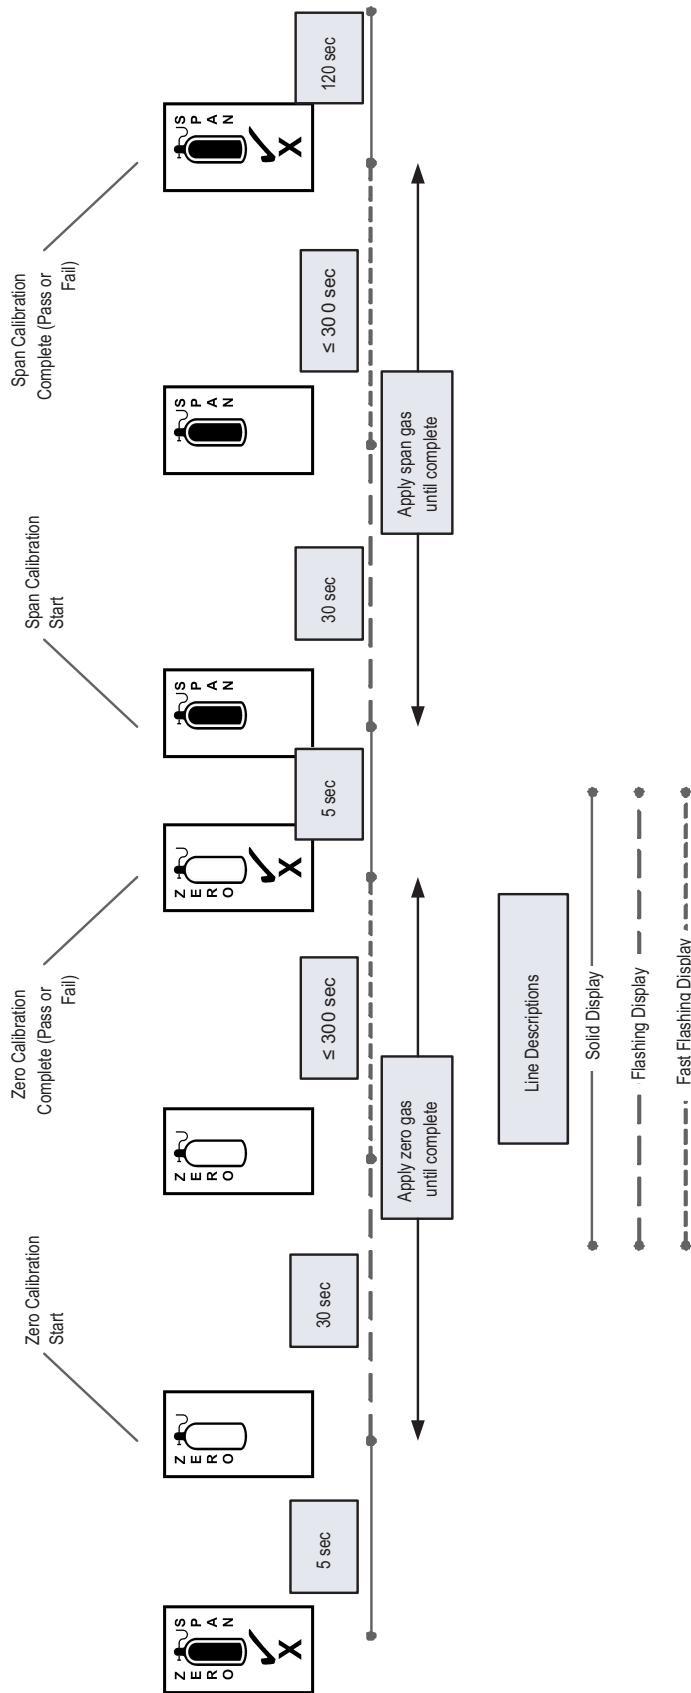 Zero Calibration
Start
Zero Calibration
Complete (Pass or
Fail)
Span Calibration
Start
Span Calibration
Complete (Pass or
Fail)
ZERO
SPAN
✓
X
ZERO
ZERO
ZERO
✓
X
SPAN
SPAN
SPAN
✓
X
5 sec
30 sec
≤ 300 sec
5 sec
30 sec
≤ 300 sec
120 sec
Apply zero gas
until complete
Apply span gas
until complete
Line Descriptions
Solid Display
Flashing Display
Fast Flashing Display